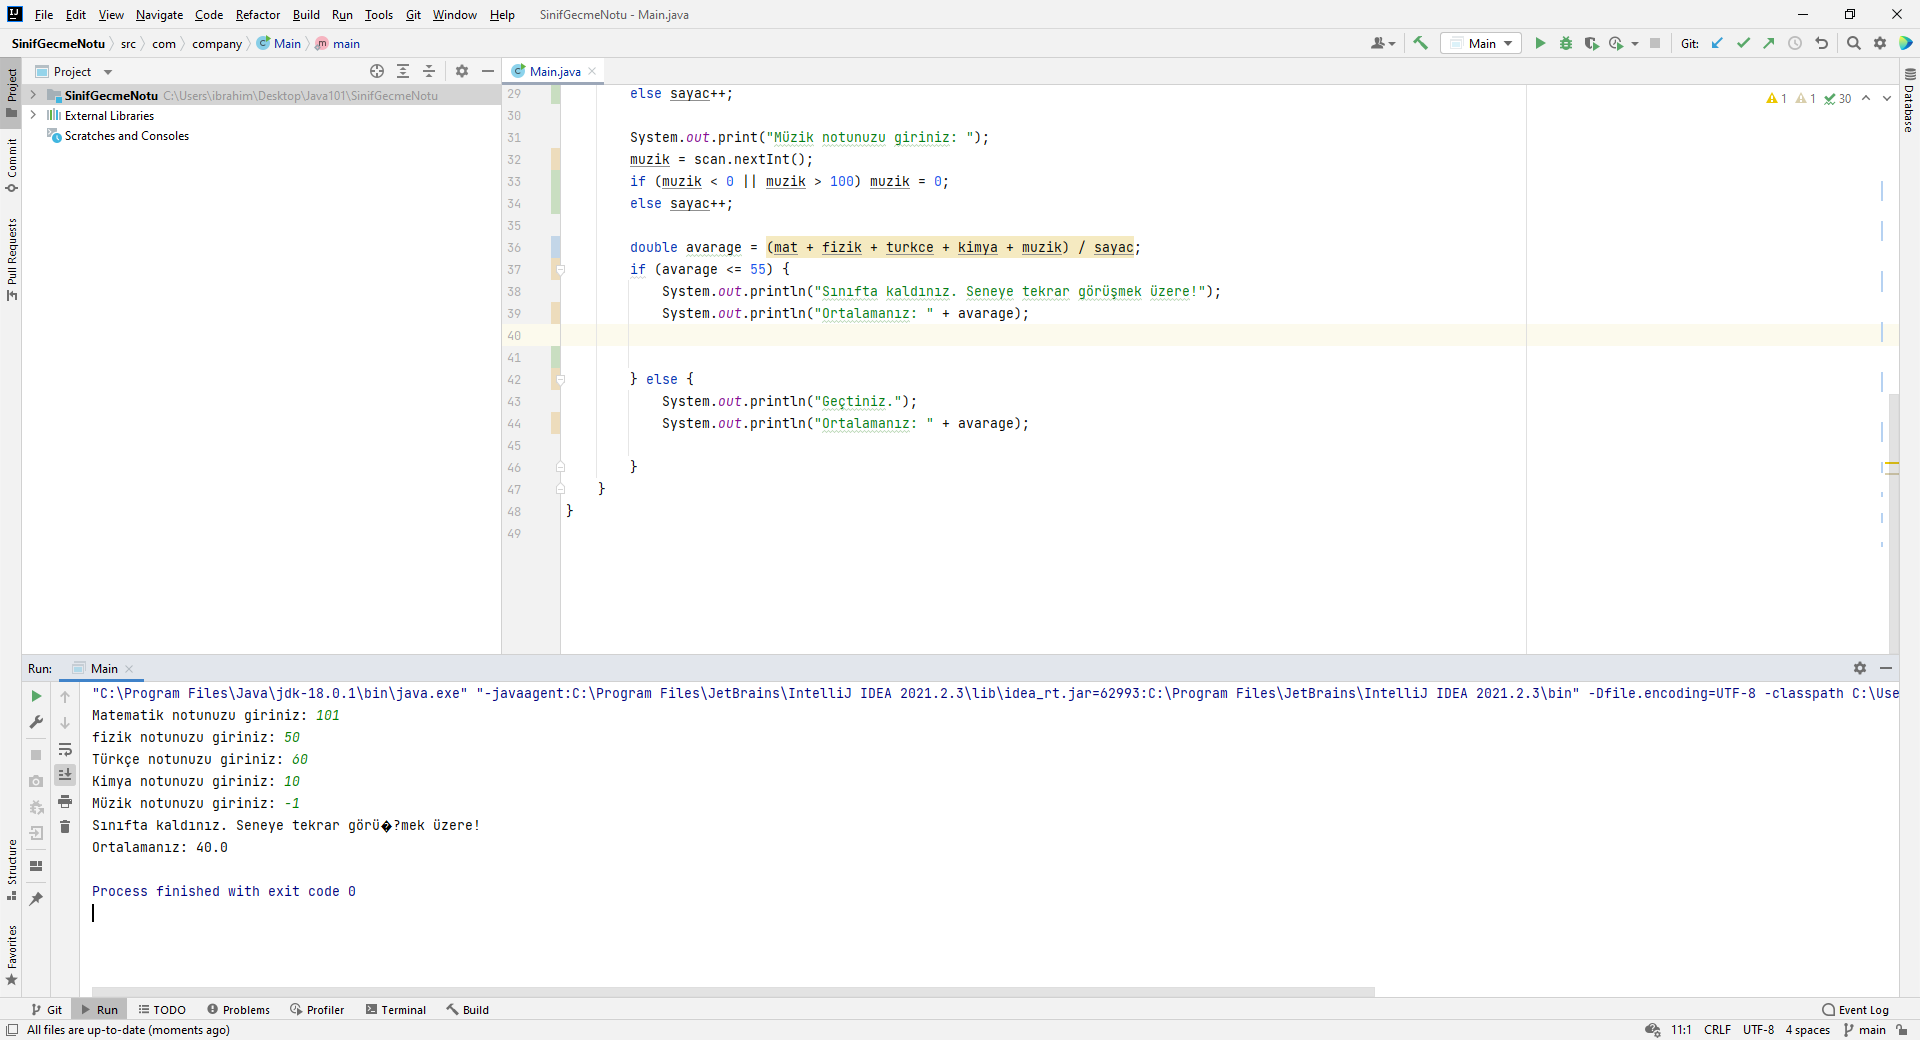 File Edit View Navigate Code Refactor Build Run Tools Git Window Help SinifGecmeNotu - Main.java
SinifGecmeNotu src com company Main main
Main Git:
Project
SinifGecmeNotu C:\Users\ibrahim\Desktop\Java101\SinifGecmeNotu
External Libraries
Scratches and Consoles
Project
Commit
Pull Requests
Structure
Favorites
Main.java
1 1 30
Database
29 else sayac++;
30
31 System.out.print("Müzik notunuzu giriniz: ");
32 muzik = scan.nextInt();
33 if (muzik < 0 || muzik > 100) muzik = 0;
34 else sayac++;
35
36 double avarage = (mat + fizik + turkce + kimya + muzik) / sayac;
37 if (avarage <= 55) {
38 System.out.println("Sınıfta kaldınız. Seneye tekrar görüşmek üzere!");
39 System.out.println("Ortalamanız: " + avarage);
40
41
42 } else {
43 System.out.println("Geçtiniz.");
44 System.out.println("Ortalamanız: " + avarage);
45
46 }
47 }
48 }
49
Run: Main
"C:\Program Files\Java\jdk-18.0.1\bin\java.exe" "-javaagent:C:\Program Files\JetBrains\IntelliJ IDEA 2021.2.3\lib\idea_rt.jar=62993:C:\Program Files\JetBrains\IntelliJ IDEA 2021.2.3\bin" -Dfile.encoding=UTF-8 -classpath C:\Use
Matematik notunuzu giriniz: 101
fizik notunuzu giriniz: 50
Türkçe notunuzu giriniz: 60
Kimya notunuzu giriniz: 10
Müzik notunuzu giriniz: -1
Sınıfta kaldınız. Seneye tekrar görü�?mek üzere!
Ortalamanız: 40.0
Process finished with exit code 0
Git Run TODO Problems Profiler Terminal Build Event Log
All files are up-to-date (moments ago) 11:1 CRLF UTF-8 4 spaces main